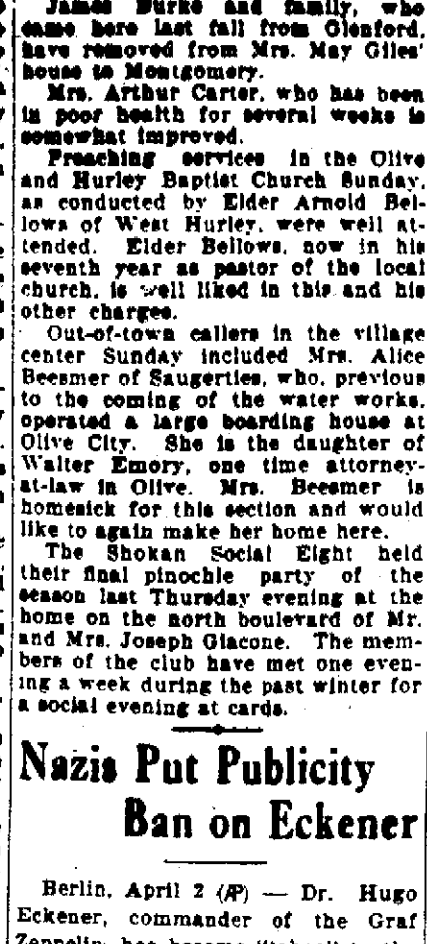 James Burke and family, who
came here last fall from Glenford,
have removed from Mrs. May Giles'
house to Montgomery.
Mrs. Arthur Carter, who has been
in poor health for several weeks is
somewhat improved.
Preaching services in the Olive
and Hurley Baptist Church Sunday,
as conducted by Elder Arnold Bel-
lows of West Hurley, were well at-
tended. Elder Bellows, now in his
seventh year as pastor of the local
church, is well liked in this and his
other charges.
Out-of-town callers in the village
center Sunday included Mrs. Alice
Beesmer of Saugerties, who, previous
to the coming of the water works,
operated a large boarding house at
Olive City. She is the daughter of
Walter Emory, one time attorney-
at-law in Olive. Mrs. Beesmer is
homesick for this section and would
like to again make her home here.
The Shokan Social Eight held
their final pinochle party of the
season last Thursday evening at the
home on the north boulevard of Mr.
and Mrs. Joseph Giacone. The mem-
bers of the club have met one even-
ing a week during the past winter for
a social evening at cards.
Nazis Put Publicity
Ban on Eckener
Berlin, April 2 (AP) — Dr. Hugo
Eckener, commander of the Graf
Zeppelin, has become